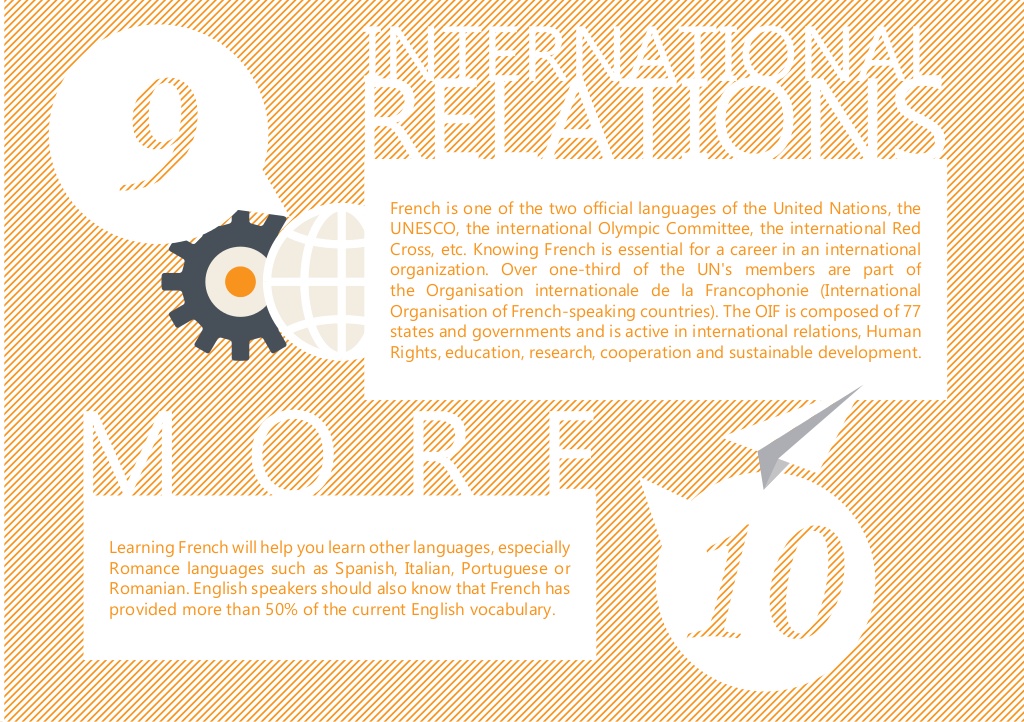 9
INTERNATIONAL
RELATIONS
French is one of the two official languages of the United Nations, the
UNESCO, the international Olympic Committee, the international Red
Cross, etc. Knowing French is essential for a career in an international
organization. Over one-third of the UN's members are part of
the Organisation internationale de la Francophonie (International
Organisation of French-speaking countries). The OIF is composed of 77
states and governments and is active in international relations, Human
Rights, education, research, cooperation and sustainable development.
MORE
Learning French will help you learn other languages, especially
Romance languages such as Spanish, Italian, Portuguese or
Romanian. English speakers should also know that French has
provided more than 50% of the current English vocabulary.
10